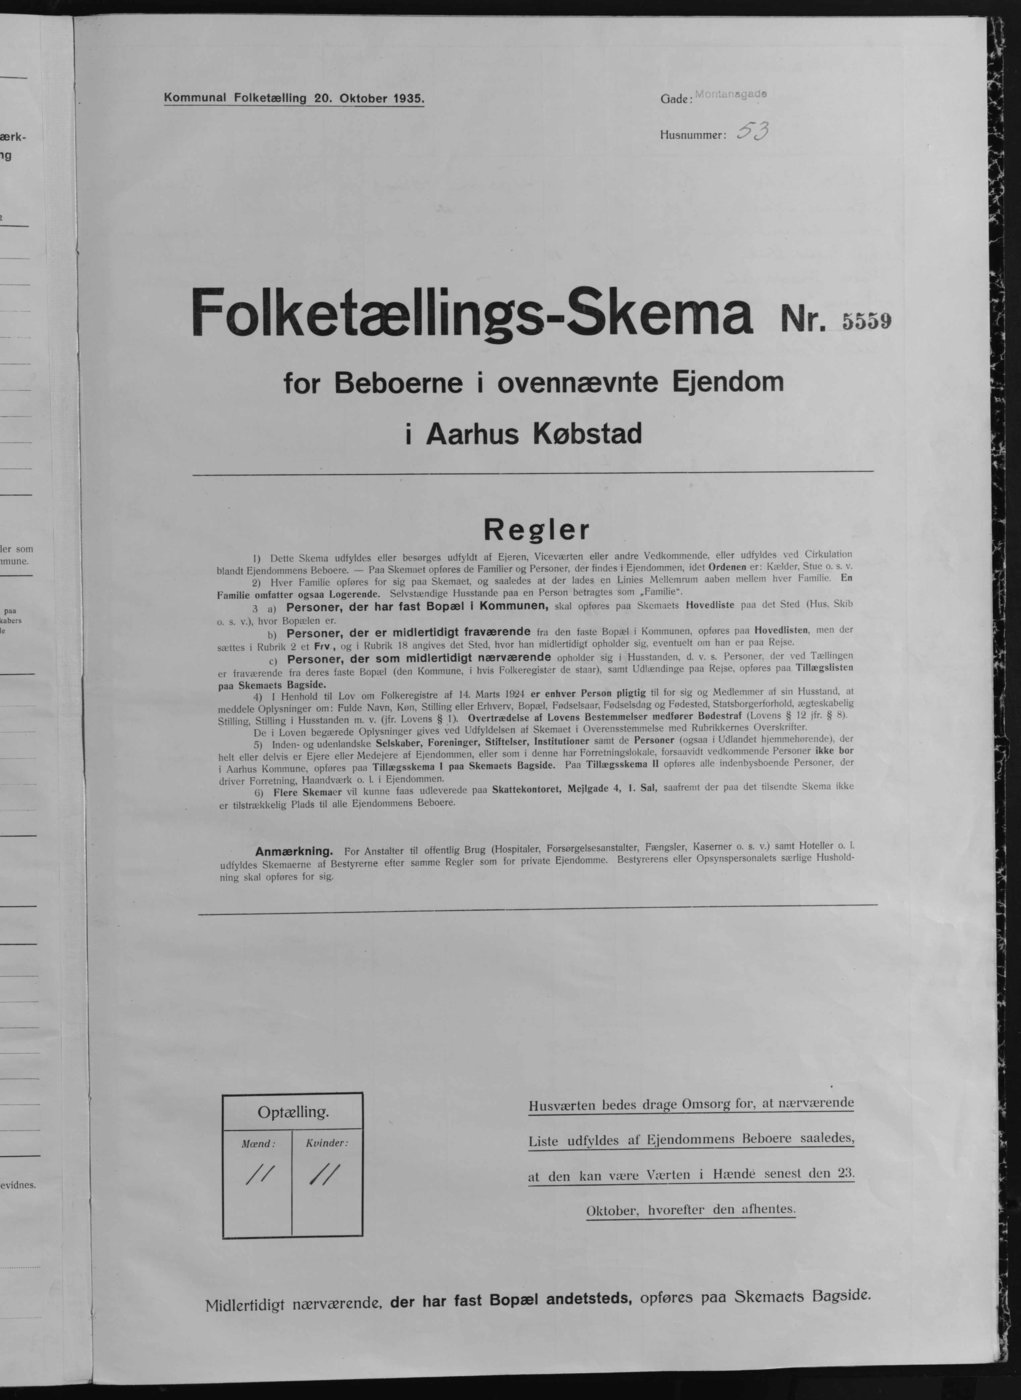 Kommunal Folketælling 20. Oktober 1935.
Gade: Montanagade
Husnummer: 53
Folketællings-Skema Nr. 5559
for Beboerne i ovennævnte Ejendom
i Aarhus Købstad
Regler
1) Dette Skema udfyldes eller besørges udfyldt af Ejeren, Viceværten eller andre Vedkommende, eller udfyldes ved Cirkulation
blandt Ejendommens Beboere. — Paa Skemaet opføres de Familier og Personer, der findes i Ejendommen, idet Ordenen er: Kælder, Stue o. s. v.
2) Hver Familie opføres for sig paa Skemaet, og saaledes at der lades en Linies Mellemrum aaben mellem hver Familie. En
Familie omfatter ogsaa Logerende. Selvstændige Husstande paa en Person betragtes som „Familie".
3 a) Personer, der har fast Bopæl i Kommunen, skal opføres paa Skemaets Hovedliste paa det Sted (Hus, Skib
o. s. v.), hvor Bopælen er.
b) Personer, der er midlertidigt fraværende fra den faste Bopæl i Kommunen, opføres paa Hovedlisten, men der
sættes i Rubrik 2 et Frv., og i Rubrik 18 angives det Sted, hvor han midlertidigt opholder sig, eventuelt om han er paa Rejse.
c) Personer, der som midlertidigt nærværende opholder sig i Husstanden, d. v. s. Personer, der ved Tællingen
er fraværende fra deres faste Bopæl (den Kommune, i hvis Folkeregister de staar), samt Udlændinge paa Rejse, opføres paa Tillægslisten
paa Skemaets Bagside.
4) I Henhold til Lov om Folkeregistre af 14. Marts 1924 er enhver Person pligtig til for sig og Medlemmer af sin Husstand, at
meddele Oplysninger om: Fulde Navn, Køn, Stilling eller Erhverv, Bopæl, Fødselsaar, Fødselsdag og Fødested, Statsborgerforhold, ægteskabelig
Stilling, Stilling i Husstanden m. v. (jfr. Lovens § 1). Overtrædelse af Lovens Bestemmelser medfører Bødestraf (Lovens § 12 jfr. § 8).
De i Loven begærede Oplysninger gives ved Udfyldelsen af Skemaet i Overensstemmelse med Rubrikkernes Overskrifter.
5) Inden- og udenlandske Selskaber, Foreninger, Stiftelser, Institutioner samt de Personer (ogsaa i Udlandet hjemmehørende), der
helt eller delvis er Ejere eller Medejere af Ejendommen, eller som i denne har Forretningslokale, forsaavidt vedkommende Personer ikke bor
i Aarhus Kommune, opføres paa Tillægsskema I paa Skemaets Bagside. Paa Tillægsskema II opføres alle indenbysboende Personer, der
driver Forretning, Haandværk o. l. i Ejendommen.
6) Flere Skemaer vil kunne faas udleverede paa Skattekontoret, Mejlgade 4, 1. Sal, saafremt der paa det tilsendte Skema ikke
er tilstrækkelig Plads til alle Ejendommens Beboere.
Anmærkning. For Anstalter til offentlig Brug (Hospitaler, Forsørgelsesanstalter, Fængsler, Kaserner o. s. v.) samt Hoteller o. l.
udfyldes Skemaerne af Bestyrerne efter samme Regler som for private Ejendomme. Bestyrerens eller Opsynspersonalets særlige Hushold-
ning skal opføres for sig.
Optælling.
Mænd: Kvinder:
11 11
Husværten bedes drage Omsorg for, at nærværende
Liste udfyldes af Ejendommens Beboere saaledes,
at den kan være Værten i Hænde senest den 23.
Oktober, hvorefter den afhentes.
Midlertidigt nærværende, der har fast Bopæl andetsteds, opføres paa Skemaets Bagside.
ærk-
ng
ler som
mmune.
paa
kabers
le
evidnes.